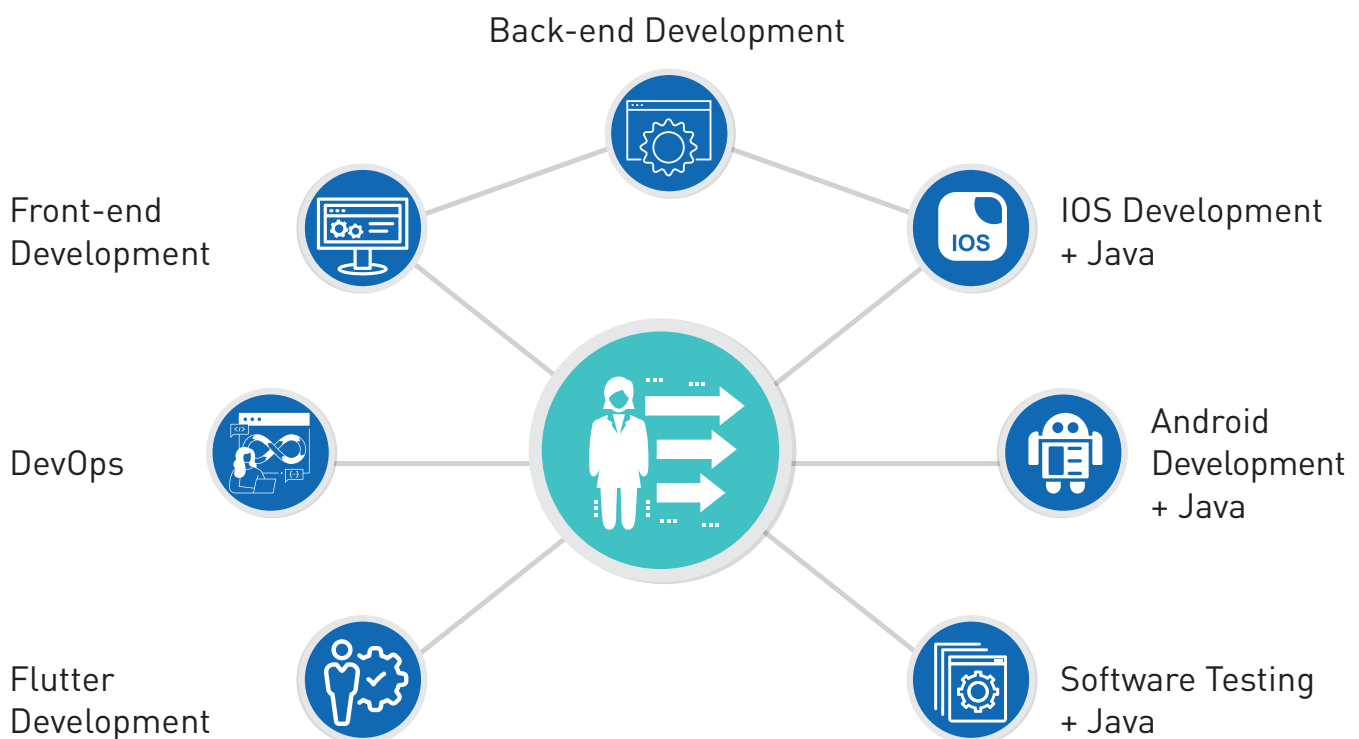 Back-end Development
Front-end
Development
IOS
IOS Development
+ Java
DevOps
</>
{..}
Android
Development
+ Java
Flutter
Development
Software Testing
+ Java